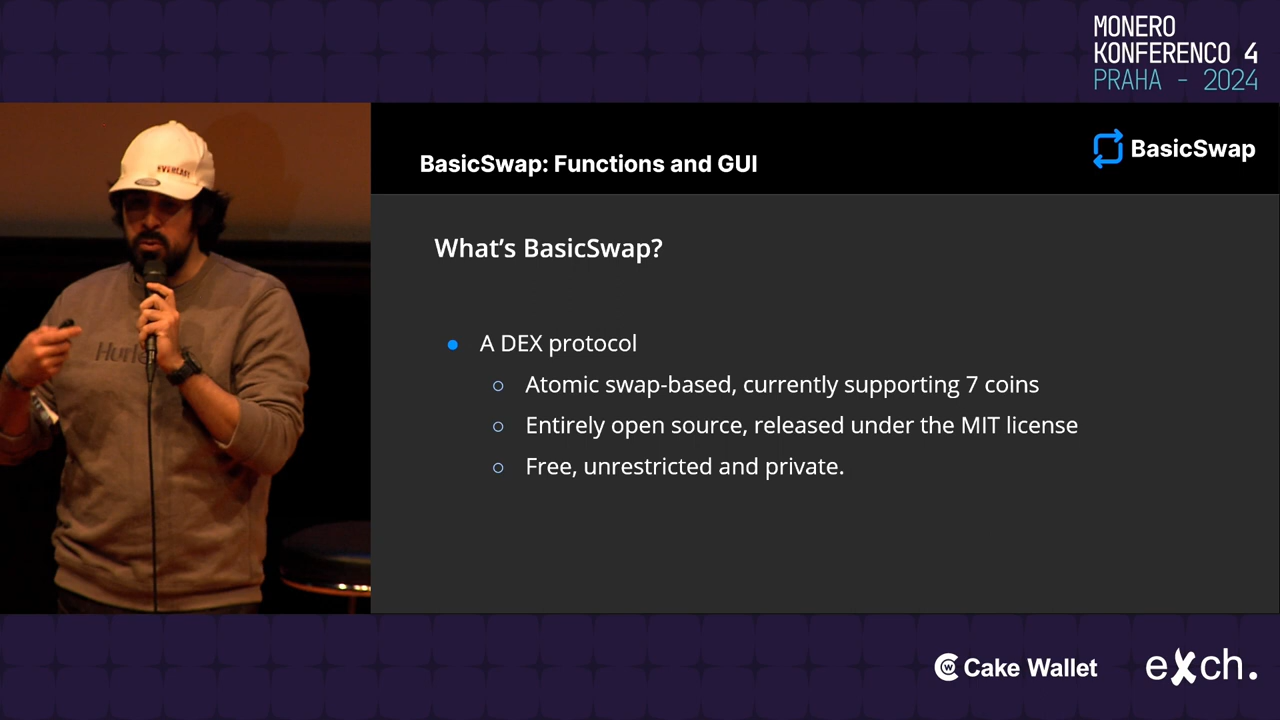 MONERO
KONFERENCO 4
PRAHA - 2024
BasicSwap: Functions and GUI
BasicSwap
What's BasicSwap?
A DEX protocol
Atomic swap-based, currently supporting 7 coins
Entirely open source, released under the MIT license
Free, unrestricted and private.
Cake Wallet
exch.